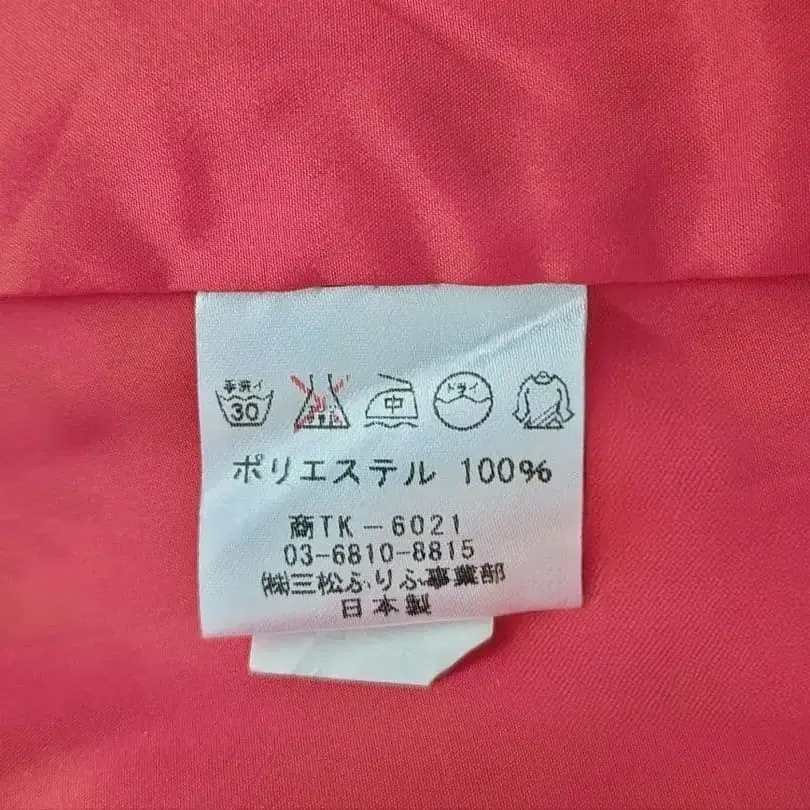 手洗イ 30 中 ドライ
ポリエステル 100%
商TK-6021
03-6810-8815
㈱三松ふりふ事業部
日本製